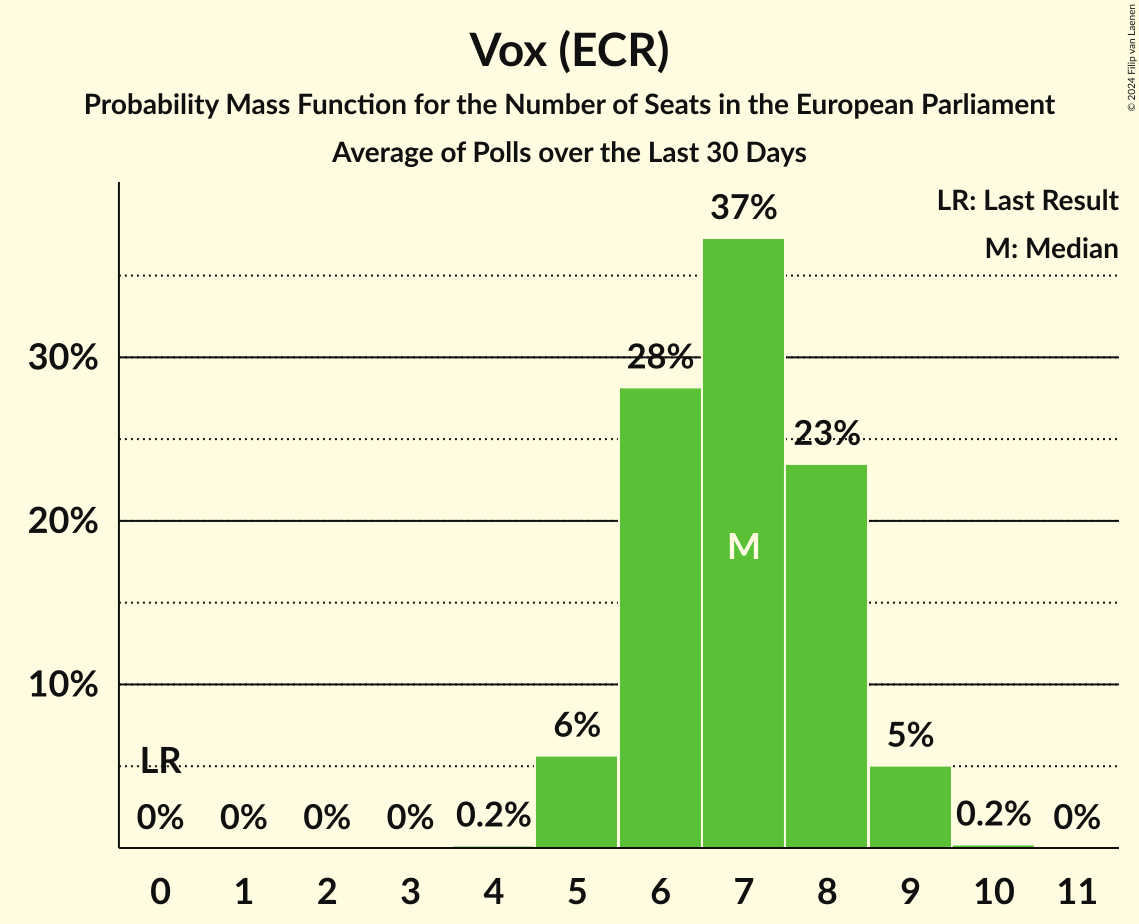 Vox (ECR)
Probability Mass Function for the Number of Seats in the European Parliament
Average of Polls over the Last 30 Days
© 2024 Filip van Laenen
LR: Last Result
M: Median
37%
30%
28%
23%
20%
M
10%
6%
5%
LR
0% 0% 0% 0% 0.2% 0.2% 0%
0 1 2 3 4 5 6 7 8 9 10 11